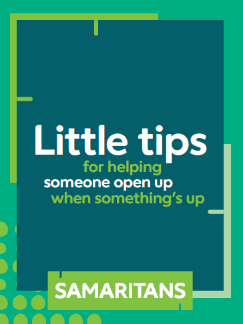 Little tips
for helping
someone open up
when something's up
SAMARITANS